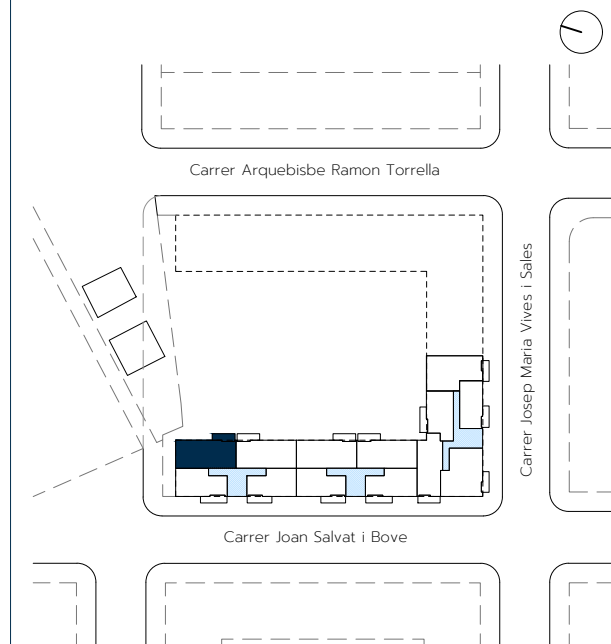 Carrer Arquebisbe Ramon Torrella
Carrer Josep Maria Vives i Sales
Carrer Joan Salvat i Bove